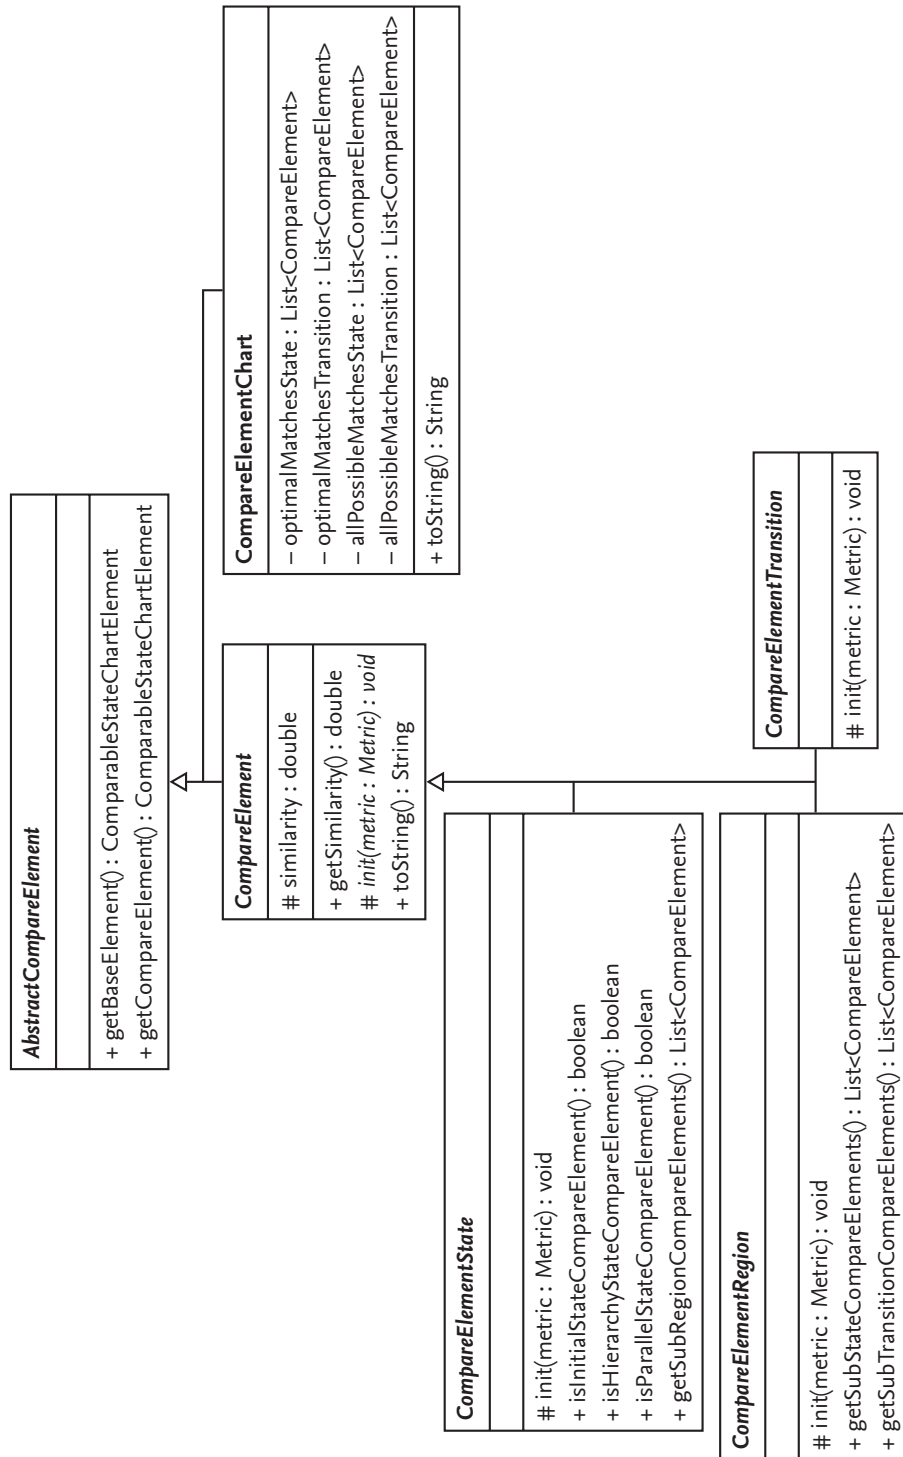 AbstractCompareElement
+ getBaseElement() : ComparableStateChartElement
+ getCompareElement() : ComparableStateChartElement
CompareElement
# similarity : double
+ getSimilarity() : double
# init(metric : Metric) : void
+ toString() : String
CompareElementChart
– optimalMatchesState : List<CompareElement>
– optimalMatchesTransition : List<CompareElement>
– allPossibleMatchesState : List<CompareElement>
– allPossibleMatchesTransition : List<CompareElement>
+ toString() : String
CompareElementState
# init(metric : Metric) : void
+ isInitialStateCompareElement() : boolean
+ isHierarchyStateCompareElement() : boolean
+ isParallelStateCompareElement() : boolean
+ getSubRegionCompareElements() : List<CompareElement>
CompareElementRegion
# init(metric : Metric) : void
+ getSubStateCompareElements() : List<CompareElement>
+ getSubTransitionCompareElements() : List<CompareElement>
CompareElementTransition
# init(metric : Metric) : void